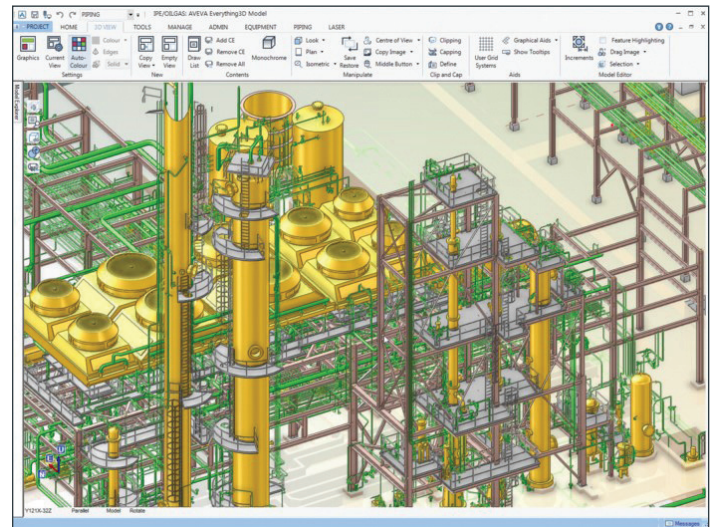 PIPING
IPE/OILGAS: AVEVA Everything3D Model
PROJECT HOME 3D VIEW TOOLS MANAGE ADMIN EQUIPMENT PIPING LASER
Graphics
Current View
Auto-Colour
Colour
Edges
Solid
Settings
Copy View
Empty View
New
Draw List
Add CE
Remove CE
Remove All
Contents
Monochrome
Look
Plan
Isometric
Save Restore
Centre of View
Copy Image
Middle Button
Manipulate
Clipping
Capping
Define
Clip and Cap
User Grid Systems
Graphical Aids
Show Tooltips
Aids
Increments
Feature Highlighting
Drag Image
Selection
Model Editor
Model Explorer
Y121X-32Z Parallel Model Rotate
Messages